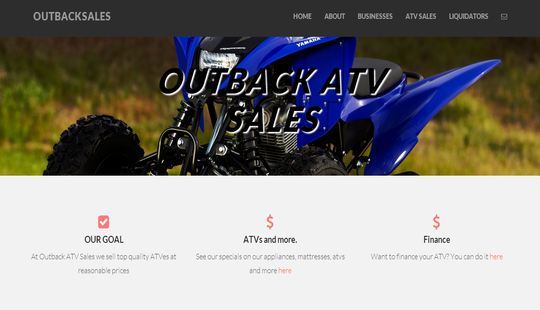 OUTBACKSALES
HOME ABOUT BUSINESSES ATV SALES LIQUIDATORS
YAMAHA
OUTBACK ATV
SALES
OUR GOAL
At Outback ATV Sales we sell top quality ATVes at
reasonable prices
ATVs and more.
See our specials on our appliances, mattresses, atvs
and more here
Finance
Want to finance your ATV? You can do it here